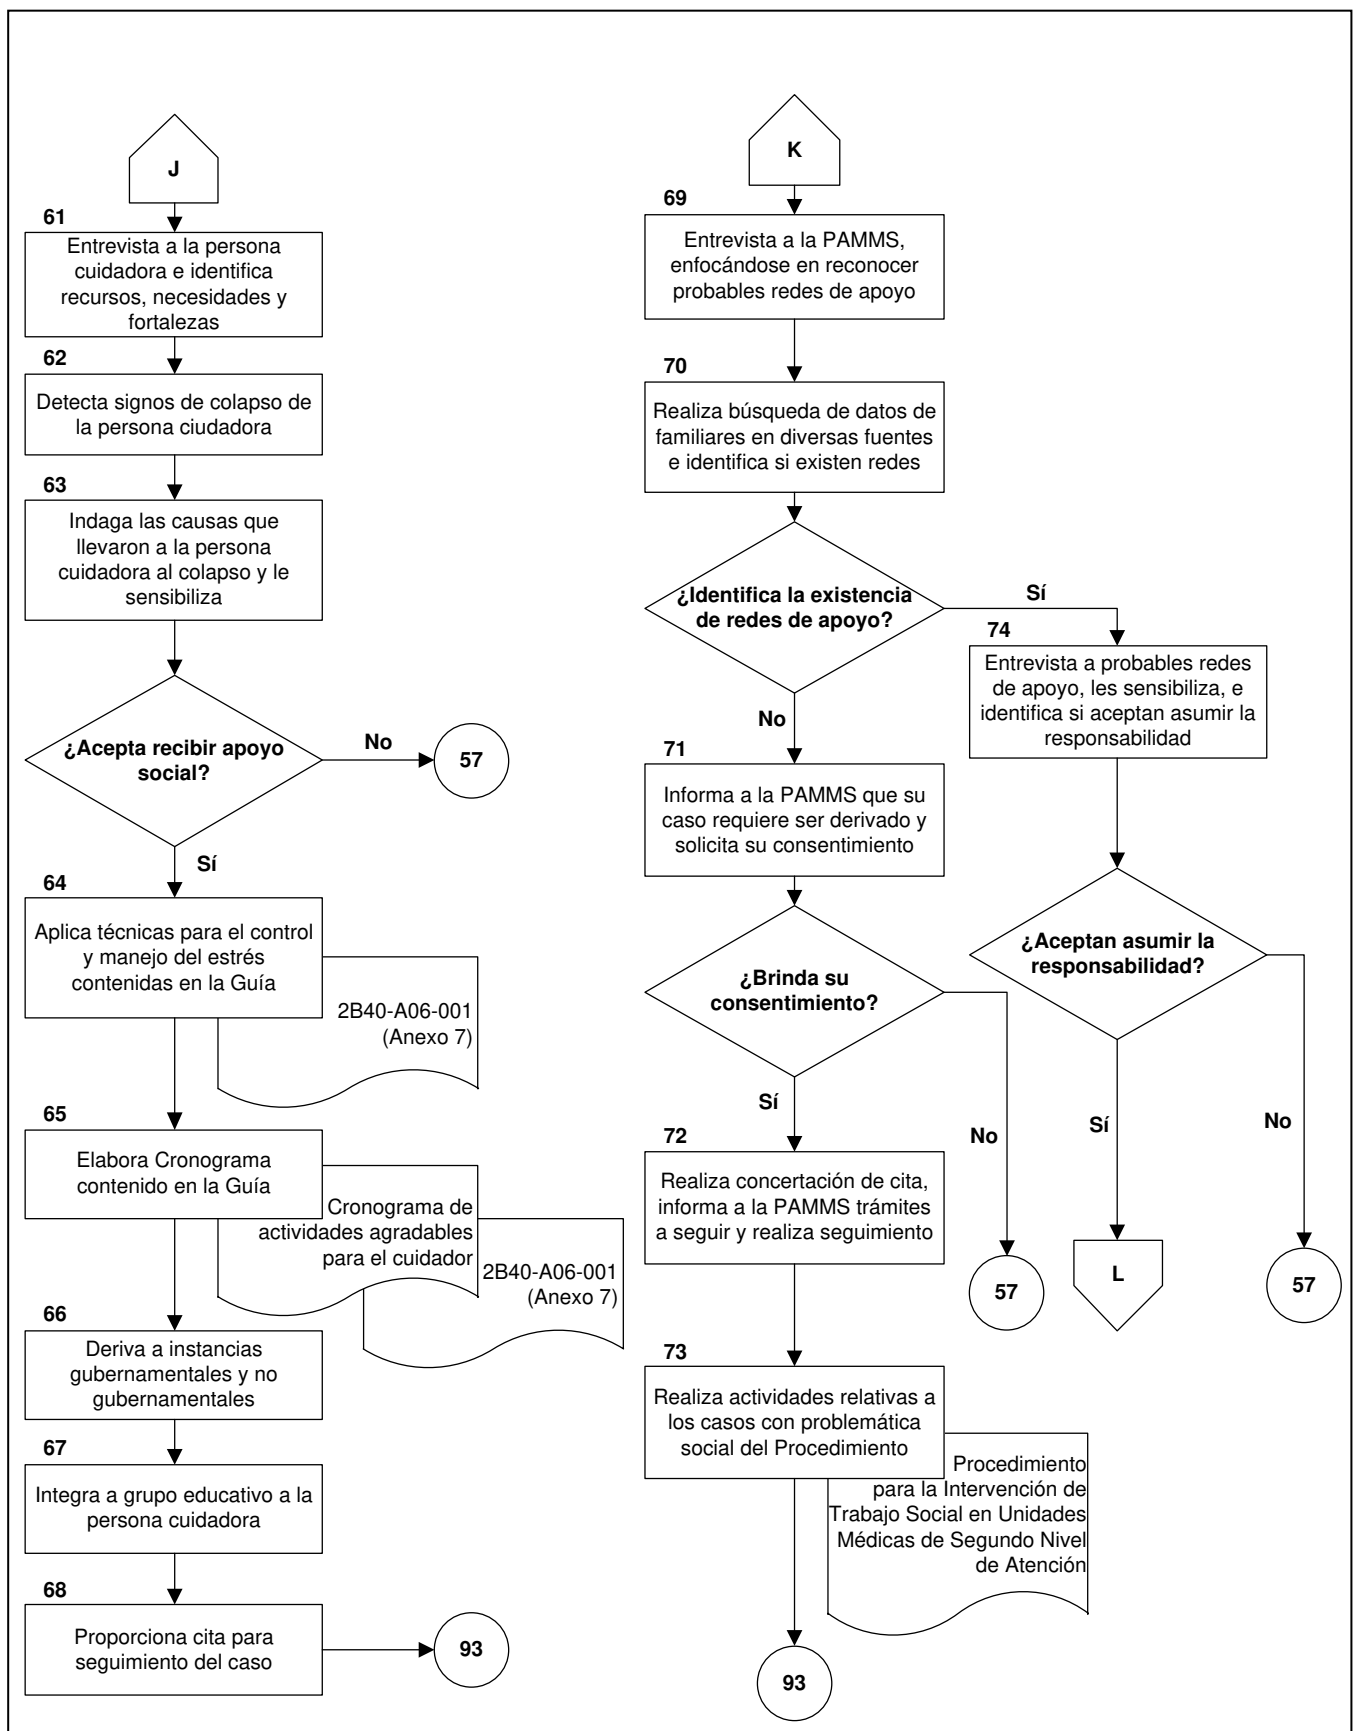 J
61
Entrevista a la persona
cuidadora e identifica
recursos, necesidades y
fortalezas
62
Detecta signos de colapso de
la persona ciudadora
63
Indaga las causas que
llevaron a la persona
cuidadora al colapso y le
sensibiliza
¿Acepta recibir apoyo
social?
No
57
Sí
64
Aplica técnicas para el control
y manejo del estrés
contenidas en la Guía
2B40-A06-001
(Anexo 7)
65
Elabora Cronograma
contenido en la Guía
Cronograma de
actividades agradables
para el cuidador
2B40-A06-001
(Anexo 7)
66
Deriva a instancias
gubernamentales y no
gubernamentales
67
Integra a grupo educativo a la
persona cuidadora
68
Proporciona cita para
seguimiento del caso
93
K
69
Entrevista a la PAMMS,
enfocándose en reconocer
probables redes de apoyo
70
Realiza búsqueda de datos de
familiares en diversas fuentes
e identifica si existen redes
¿Identifica la existencia
de redes de apoyo?
Sí
No
71
Informa a la PAMMS que su
caso requiere ser derivado y
solicita su consentimiento
¿Brinda su
consentimiento?
Sí
No
57
72
Realiza concertación de cita,
informa a la PAMMS trámites
a seguir y realiza seguimiento
73
Realiza actividades relativas a
los casos con problemática
social del Procedimiento
Procedimiento
para la Intervención de
Trabajo Social en Unidades
Médicas de Segundo Nivel
de Atención
93
74
Entrevista a probables redes
de apoyo, les sensibiliza, e
identifica si aceptan asumir la
responsabilidad
¿Aceptan asumir la
responsabilidad?
Sí
L
No
57